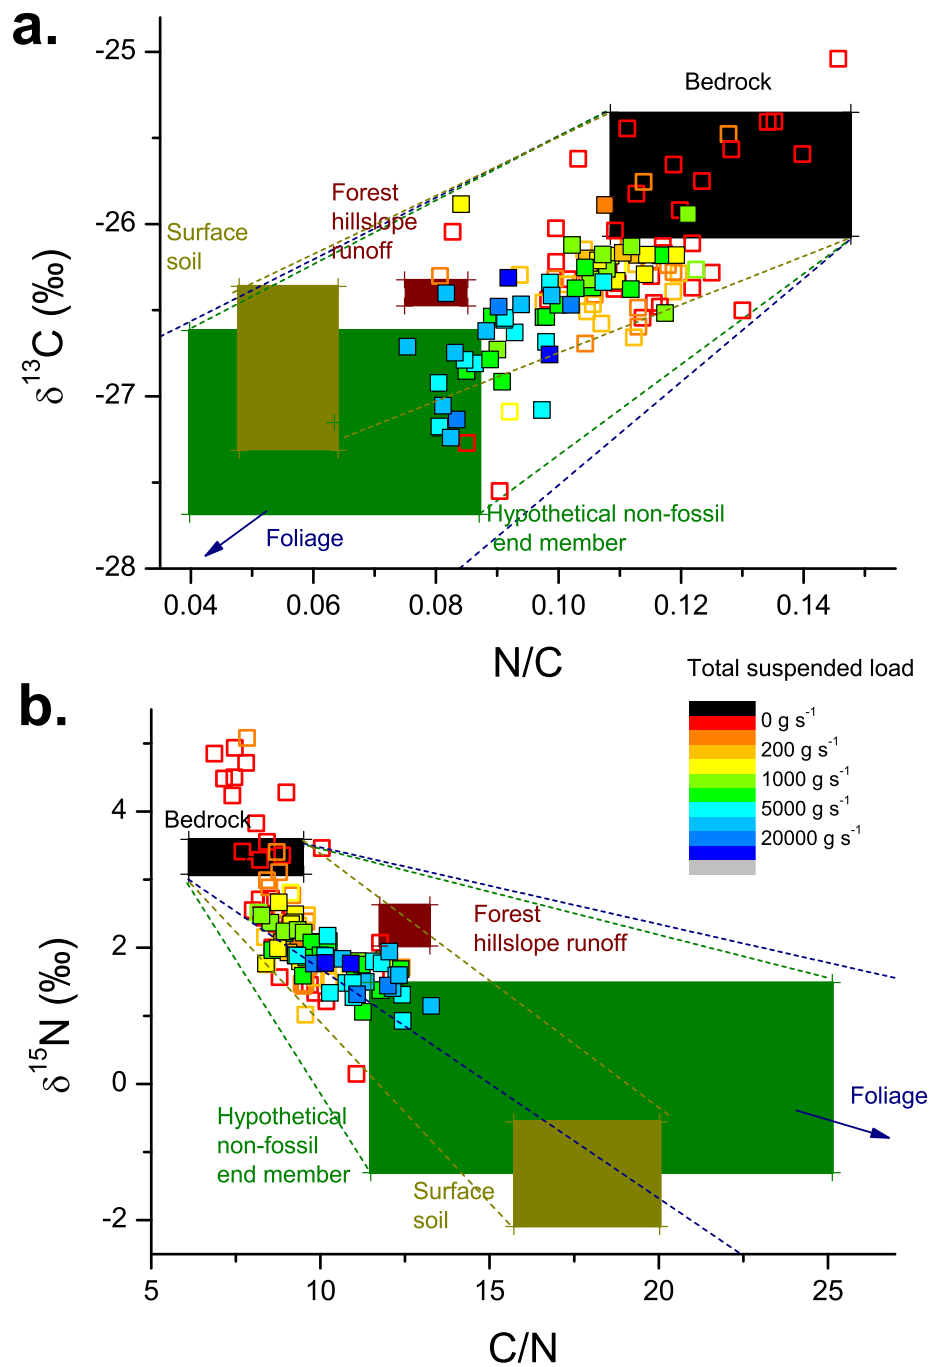 a.
-25
-26
-27
-28
δ¹³C (‰)
Bedrock
Forest
hillslope
runoff
Surface
soil
Hypothetical non-fossil
end member
Foliage
0.04
0.06
0.08
0.10
0.12
0.14
N/C
Total suspended load
0 g s⁻¹
200 g s⁻¹
1000 g s⁻¹
5000 g s⁻¹
20000 g s⁻¹
b.
4
2
0
-2
δ¹⁵N (‰)
Bedrock
Forest
hillslope runoff
Foliage
Hypothetical
non-fossil
end member
Surface
soil
5
10
15
20
25
C/N